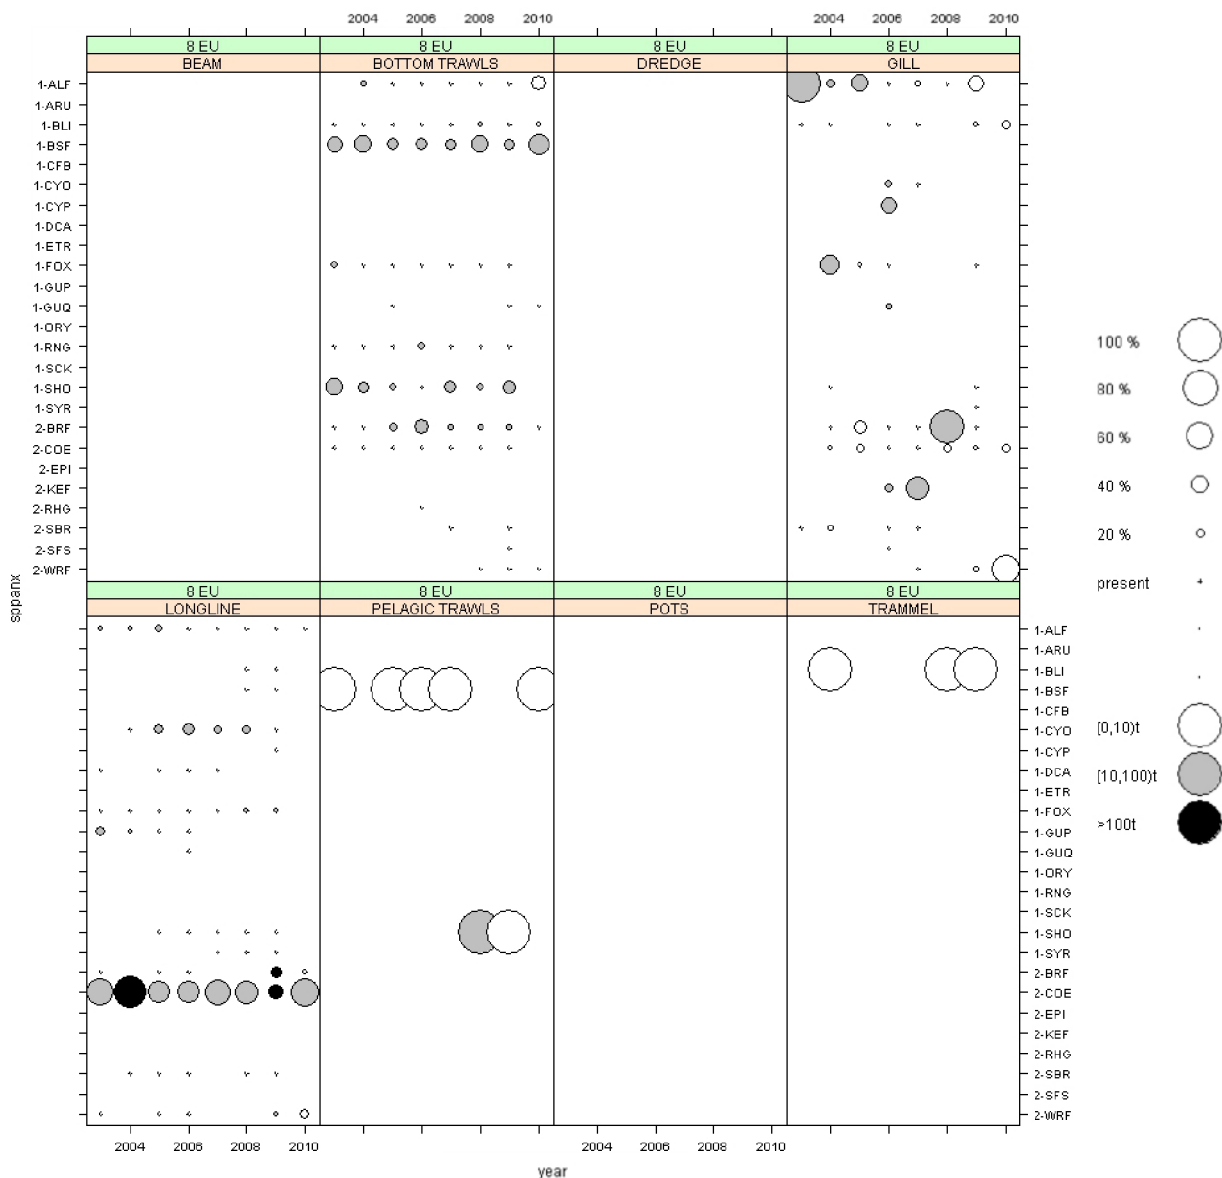 2004 2006 2008 2010 2004 2006 2008 2010
8 EU 8 EU 8 EU 8 EU
BEAM BOTTOM TRAWLS DREDGE GILL
1-ALF
1-ARU
1-BLI
1-BSF
1-CFB
1-CYO
1-CYP
1-DCA
1-ETR
1-FOX
1-GUP
1-GUQ
1-ORY
1-RNG
1-SCK
1-SHO
1-SYR
2-BRF
2-COE
2-EPI
2-KEF
2-RHG
2-SBR
2-SFS
2-WRF
sppanx
8 EU 8 EU 8 EU 8 EU
LONGLINE PELAGIC TRAWLS POTS TRAMMEL
1-ALF
1-ARU
1-BLI
1-BSF
1-CFB
1-CYO
1-CYP
1-DCA
1-ETR
1-FOX
1-GUP
1-GUQ
1-ORY
1-RNG
1-SCK
1-SHO
1-SYR
2-BRF
2-COE
2-EPI
2-KEF
2-RHG
2-SBR
2-SFS
2-WRF
2004 2006 2008 2010 2004 2006 2008 2010
year
100 %
80 %
60 %
40 %
20 %
present
[0,10)t
[10,100)t
>100t